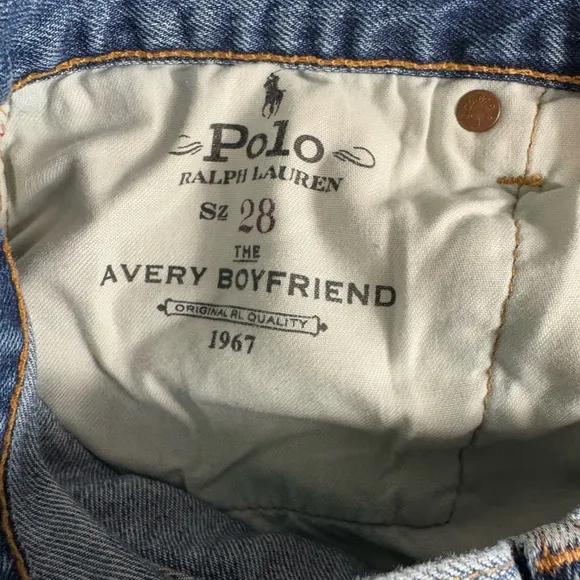 Polo
RALPH LAUREN
Sz 28
THE
AVERY BOYFRIEND
ORIGINAL RL QUALITY
1967